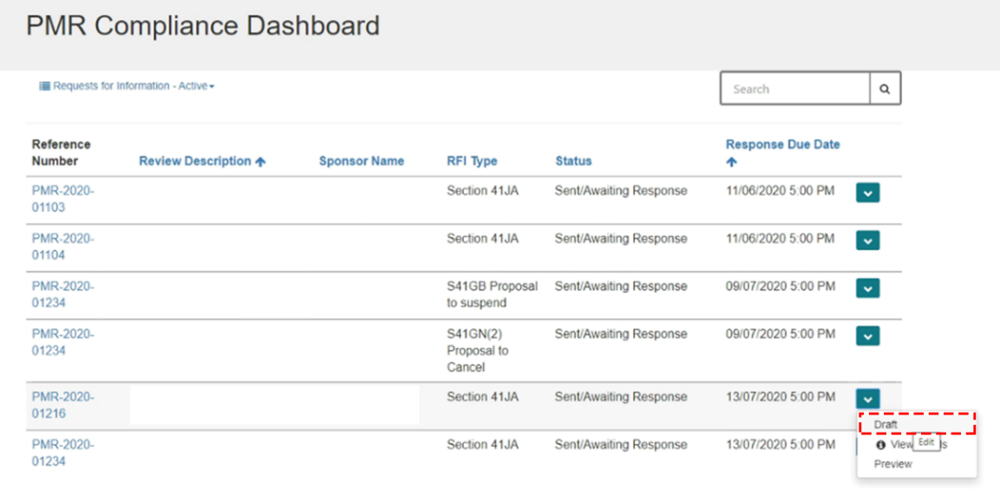 PMR Compliance Dashboard
Requests for Information - Active
Search
Reference Number
Review Description
Sponsor Name
RFI Type
Status
Response Due Date
PMR-2020-01103
Section 41JA
Sent/Awaiting Response
11/06/2020 5:00 PM
PMR-2020-01104
Section 41JA
Sent/Awaiting Response
11/06/2020 5:00 PM
PMR-2020-01234
S41GB Proposal to suspend
Sent/Awaiting Response
09/07/2020 5:00 PM
PMR-2020-01234
S41GN(2) Proposal to Cancel
Sent/Awaiting Response
09/07/2020 5:00 PM
PMR-2020-01216
Section 41JA
Sent/Awaiting Response
13/07/2020 5:00 PM
Draft
Edit
View
Preview
PMR-2020-01234
Section 41JA
Sent/Awaiting Response
13/07/2020 5:00 PM